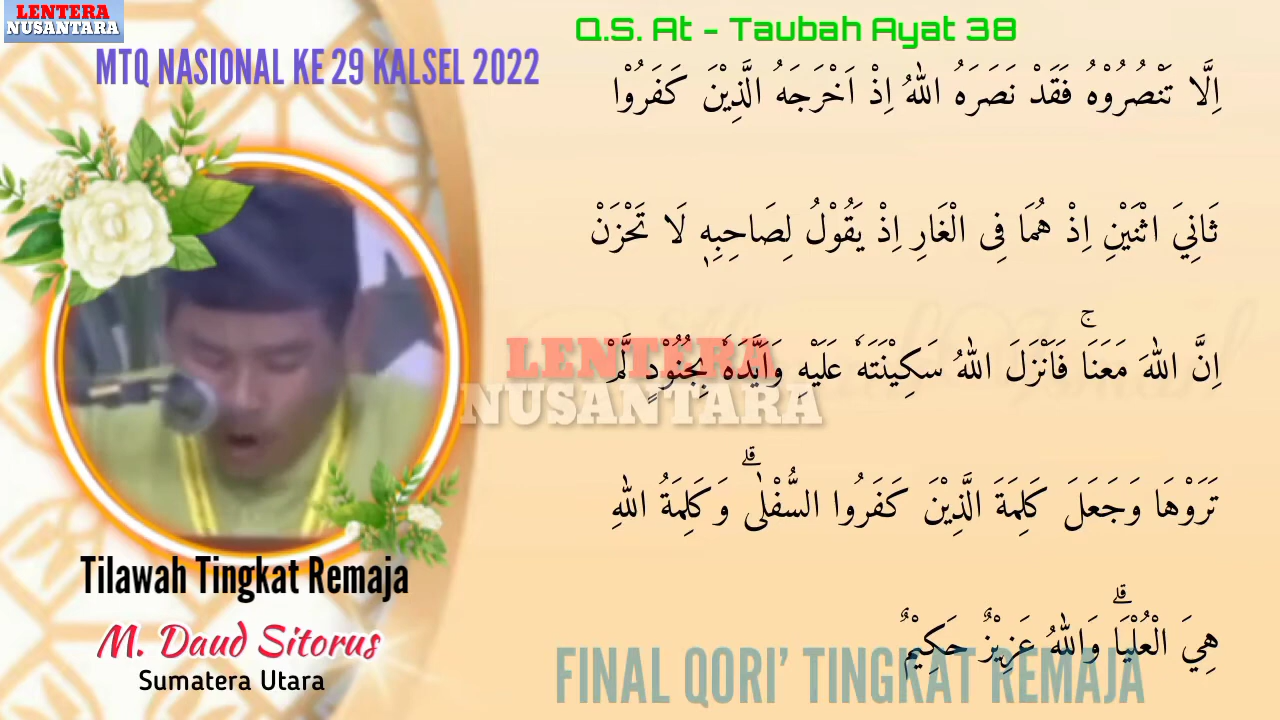 LENTERA
NUSANTARA
MTQ NASIONAL KE 29 KALSEL 2022
Q.S. At - Taubah Ayat 38
اِلَّا تَنْصُرُوْهُ فَقَدْ نَصَرَهُ اللّٰهُ اِذْ اَخْرَجَهُ الَّذِيْنَ كَفَرُوْا
ثَانِيَ اثْنَيْنِ اِذْ هُمَا فِى الْغَارِ اِذْ يَقُوْلُ لِصَاحِبِهٖ لَا تَحْزَنْ
اِنَّ اللّٰهَ مَعَنَاۚ فَاَنْزَلَ اللّٰهُ سَكِيْنَتَهٗ عَلَيْهِ وَاَيَّدَهٗ بِجُنُوْدٍ لَّمْ
LENTERA
NUSANTARA
تَرَوْهَا وَجَعَلَ كَلِمَةَ الَّذِيْنَ كَفَرُوا السُّفْلٰىۗ وَكَلِمَةُ اللّٰهِ
هِيَ الْعُلْيَاۗ وَاللّٰهُ عَزِيْزٌ حَكِيْمٌ
Tilawah Tingkat Remaja
M. Daud Sitorus
Sumatera Utara
FINAL QORI' TINGKAT REMAJA